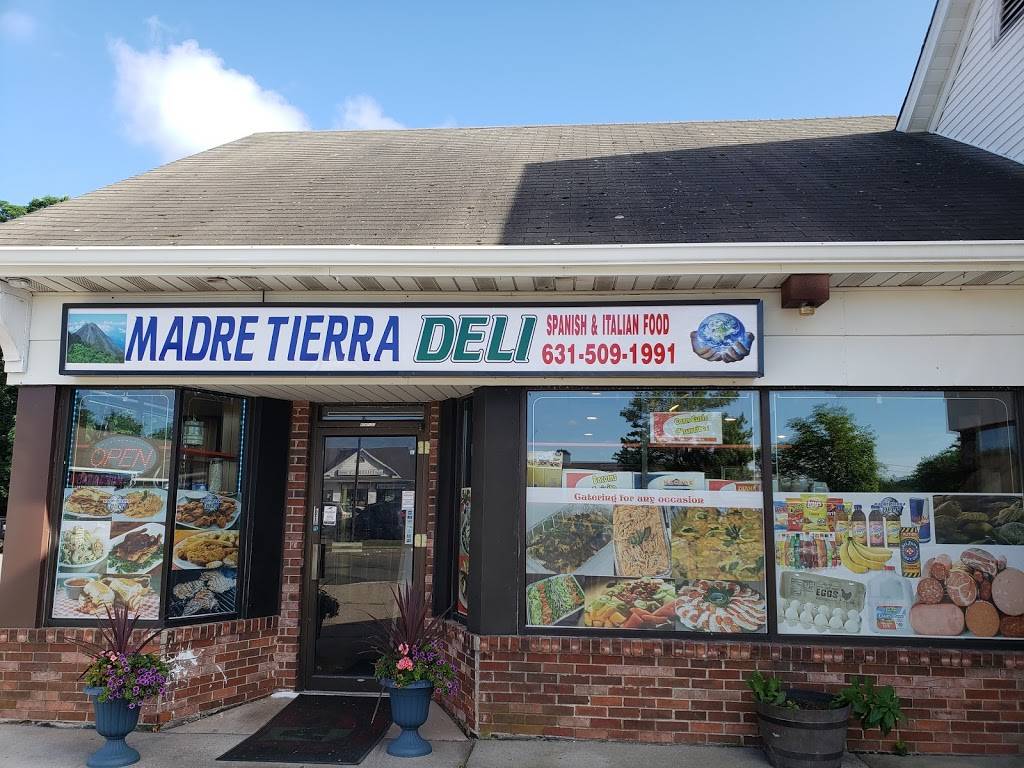 MADRE TIERRA DELI
SPANISH & ITALIAN FOOD
631-509-1991
OPEN
Catering for any occasion
EGGS